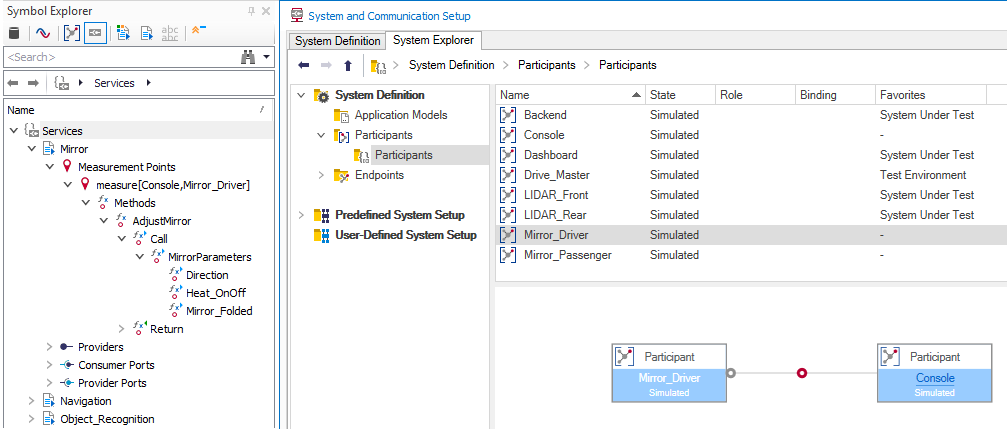 Symbol Explorer
abc
abc
<Search>
Services
Name
Services
Mirror
Measurement Points
measure[Console,Mirror_Driver]
Methods
AdjustMirror
Call
MirrorParameters
Direction
Heat_OnOff
Mirror_Folded
Return
Providers
Consumer Ports
Provider Ports
Navigation
Object_Recognition
System and Communication Setup
System Definition System Explorer
System Definition Participants Participants
System Definition
Application Models
Participants
Participants
Endpoints
Predefined System Setup
User-Defined System Setup
Name State Role Binding Favorites
Backend Simulated System Under Test
Console Simulated -
Dashboard Simulated System Under Test
Drive_Master Simulated Test Environment
LIDAR_Front Simulated System Under Test
LIDAR_Rear Simulated System Under Test
Mirror_Driver Simulated -
Mirror_Passenger Simulated -
Participant
Mirror_Driver
Simulated
Participant
Console
Simulated